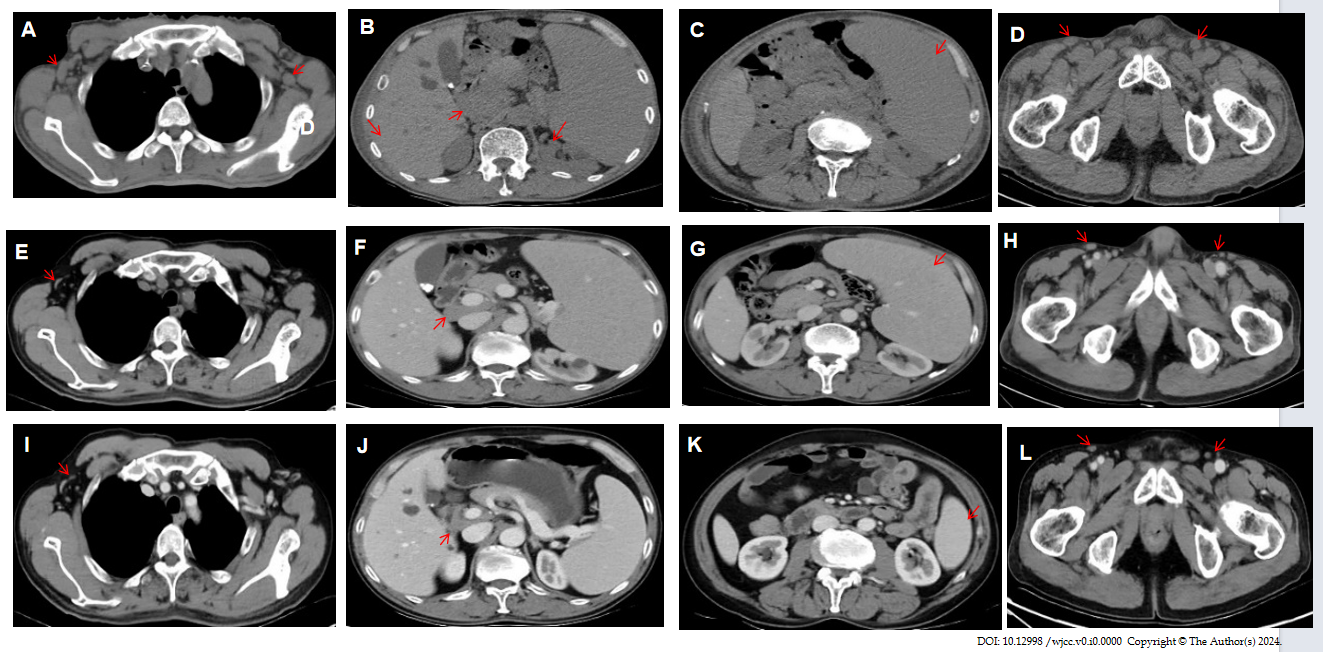 A
B
C
D
D
E
F
G
H
I
J
K
L
DOI: 10.12998 /wjcc.v0.i0.0000 Copyright © The Author(s) 2024.